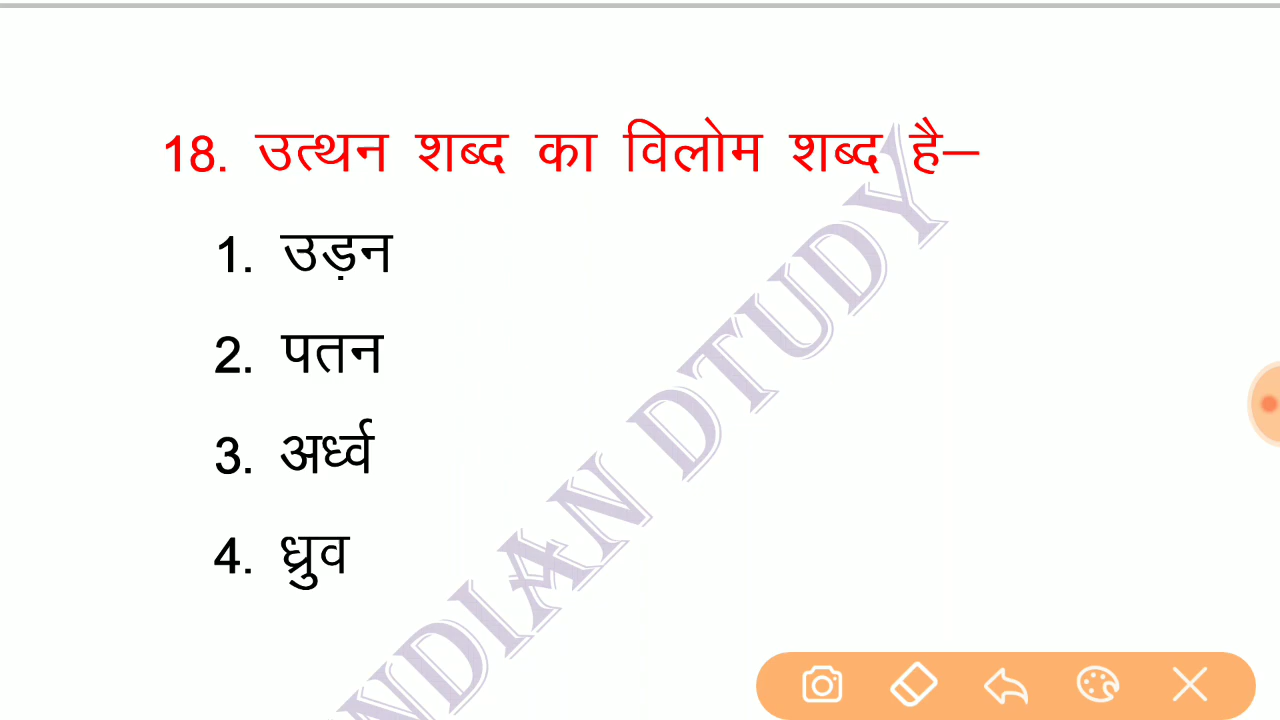 18. उत्थन शब्द का विलोम शब्द है–
1. उड़न
2. पतन
3. अर्ध्व
4. ध्रुव
INDIAN DTUDY